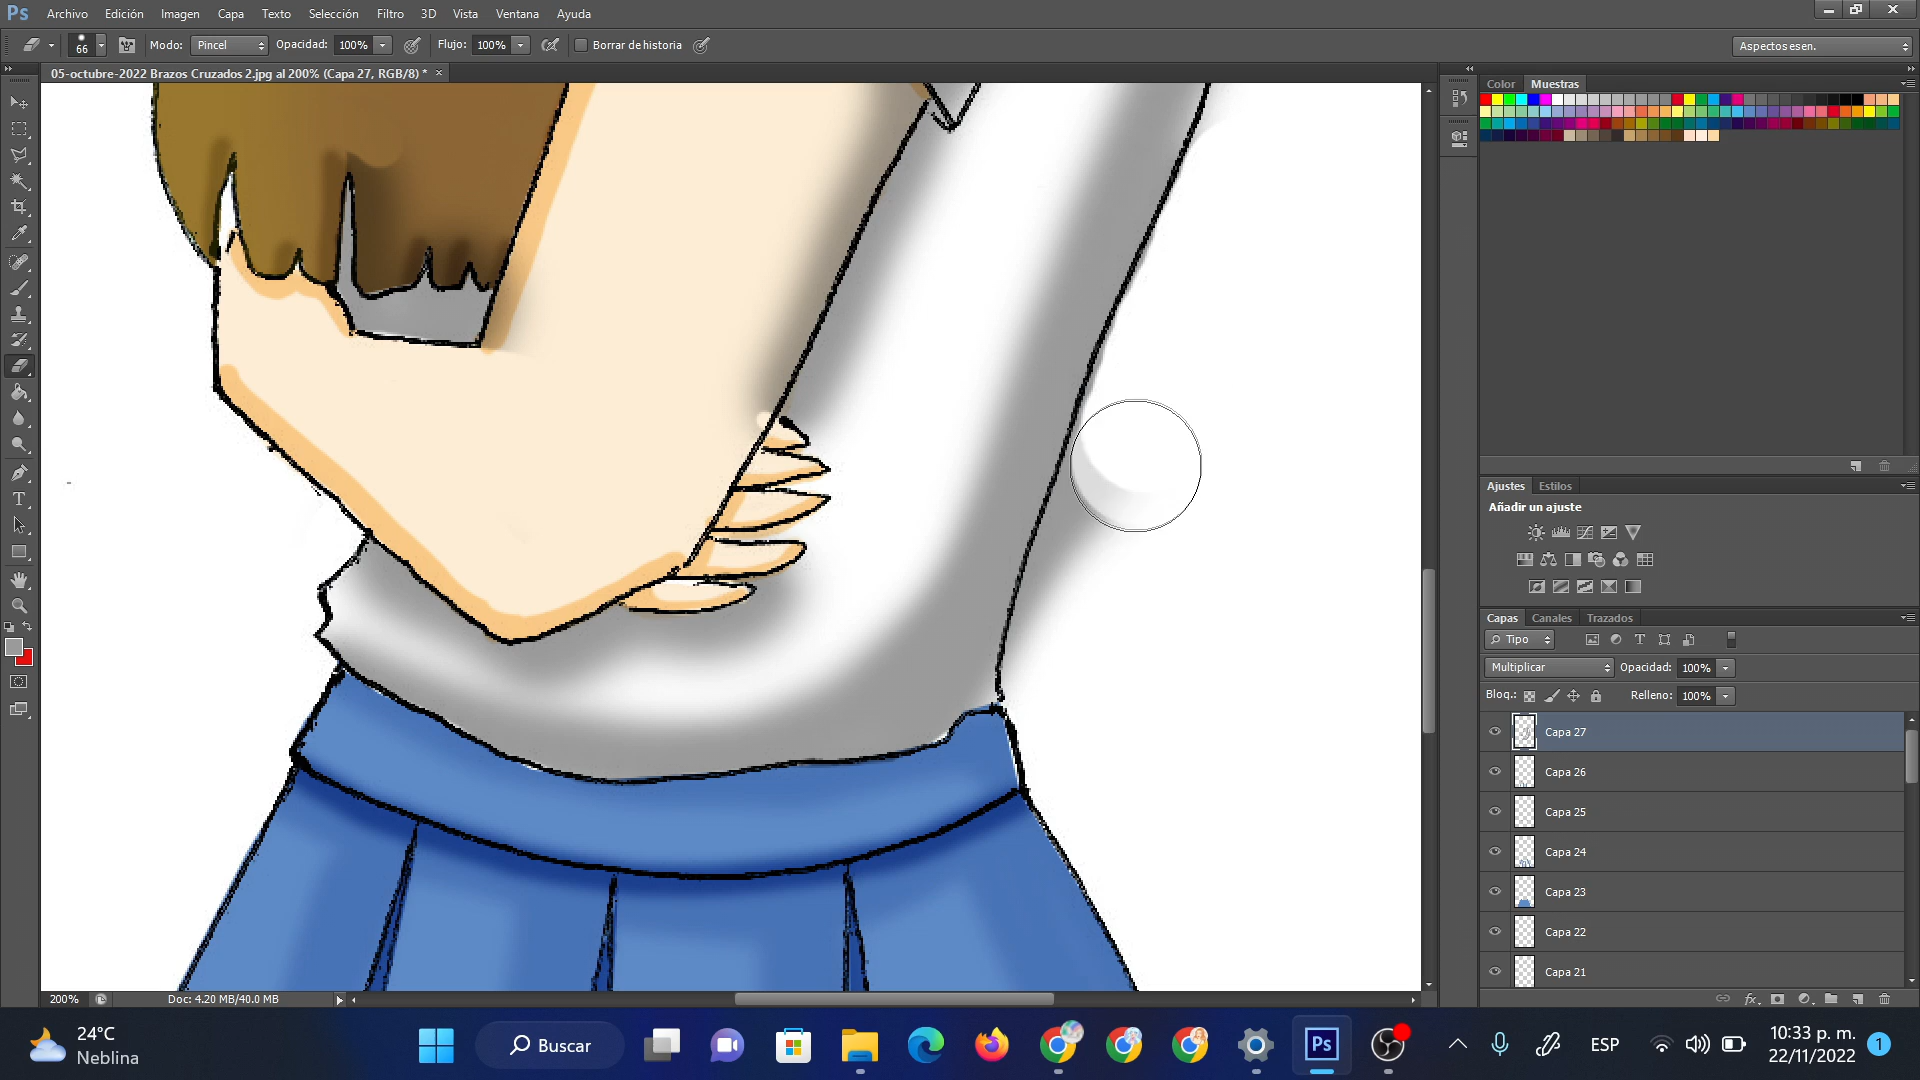 Ps Archivo Edición Imagen Capa Texto Selección Filtro 3D Vista Ventana Ayuda
66 Modo: Pincel Opacidad: 100% Flujo: 100% Borrar de historia Aspectos esen.
05-octubre-2022 Brazos Cruzados 2.jpg al 200% (Capa 27, RGB/8) * ×
Color Muestras
Ajustes Estilos
Añadir un ajuste
Capas Canales Trazados
Tipo
Multiplicar Opacidad: 100%
Bloq.: Relleno: 100%
Capa 27
Capa 26
Capa 25
Capa 24
Capa 23
Capa 22
Capa 21
200% Doc: 4.20 MB/40.0 MB
24°C
Neblina
Buscar
Ps
ESP
10:33 p. m.
22/11/2022
1